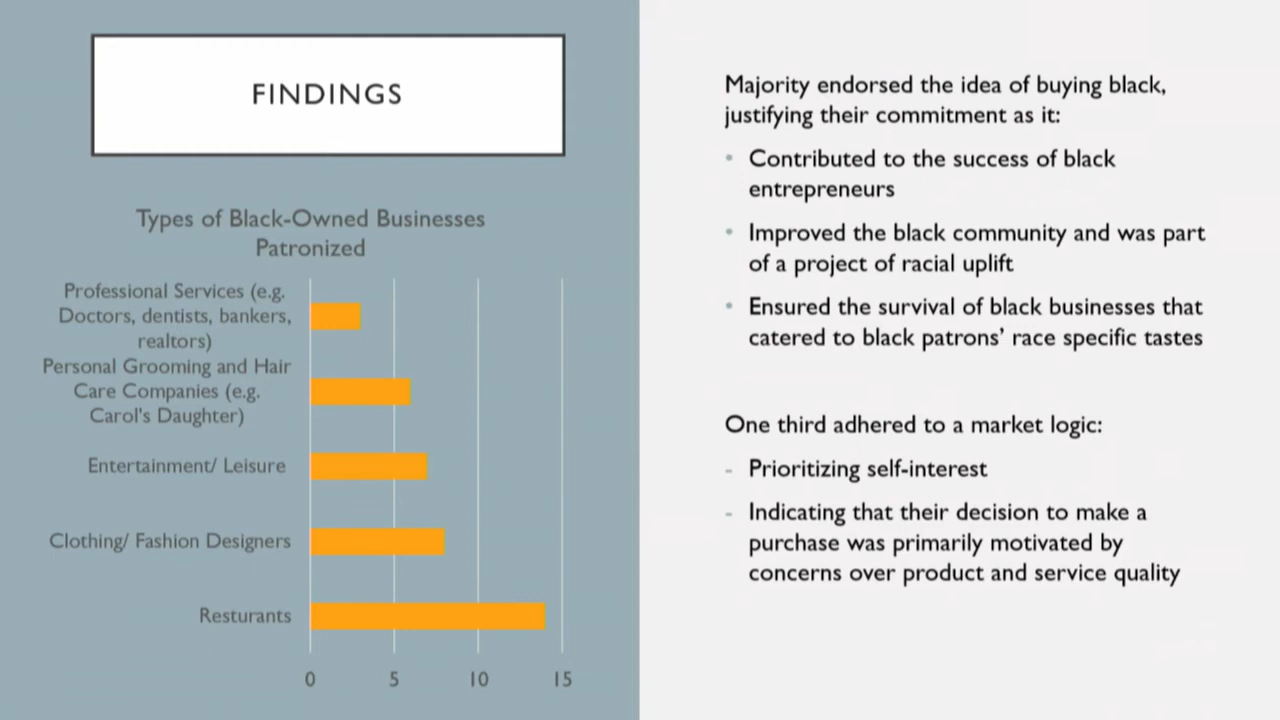 FINDINGS
Types of Black-Owned Businesses
Patronized
Professional Services (e.g.
Doctors, dentists, bankers,
realtors)
Personal Grooming and Hair
Care Companies (e.g.
Carol's Daughter)
Entertainment/ Leisure
Clothing/ Fashion Designers
Resturants
0 5 10 15
Majority endorsed the idea of buying black,
justifying their commitment as it:
• Contributed to the success of black
entrepreneurs
• Improved the black community and was part
of a project of racial uplift
• Ensured the survival of black businesses that
catered to black patrons’ race specific tastes
One third adhered to a market logic:
- Prioritizing self-interest
- Indicating that their decision to make a
purchase was primarily motivated by
concerns over product and service quality